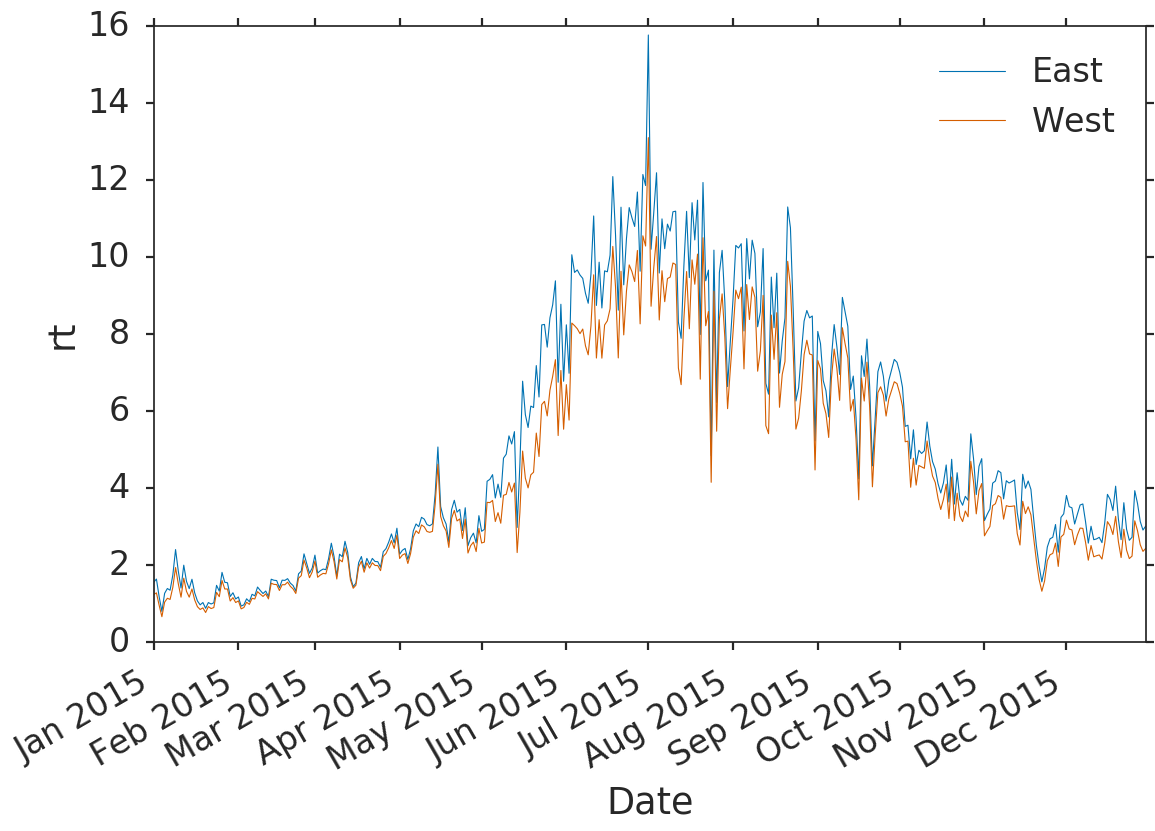 16
14
12
10
8
6
4
2
0
rt
East
West
Jan 2015
Feb 2015
Mar 2015
Apr 2015
May 2015
Jun 2015
Jul 2015
Aug 2015
Sep 2015
Oct 2015
Nov 2015
Dec 2015
Date